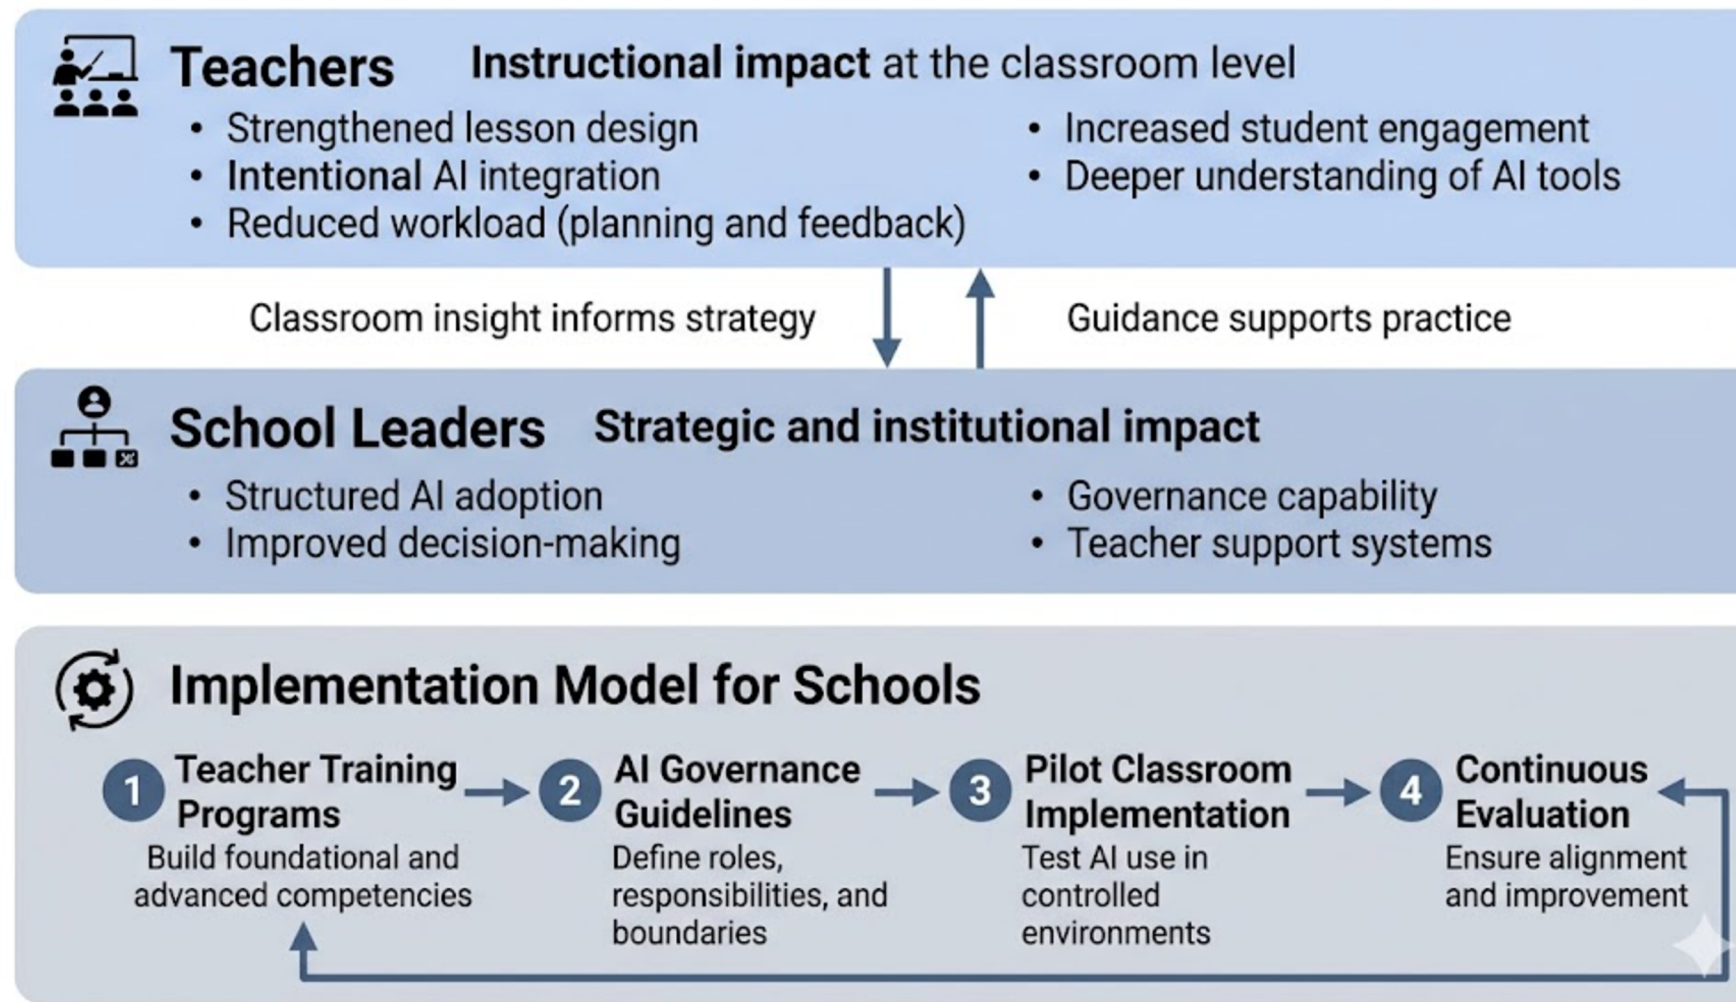 Teachers Instructional impact at the classroom level
• Strengthened lesson design
• Intentional AI integration
• Reduced workload (planning and feedback)
• Increased student engagement
• Deeper understanding of AI tools
Classroom insight informs strategy
Guidance supports practice
School Leaders Strategic and institutional impact
• Structured AI adoption
• Improved decision-making
• Governance capability
• Teacher support systems
Implementation Model for Schools
1 Teacher Training
Programs
Build foundational and
advanced competencies
2 AI Governance
Guidelines
Define roles,
responsibilities, and
boundaries
3 Pilot Classroom
Implementation
Test AI use in
controlled
environments
4 Continuous
Evaluation
Ensure alignment
and improvement